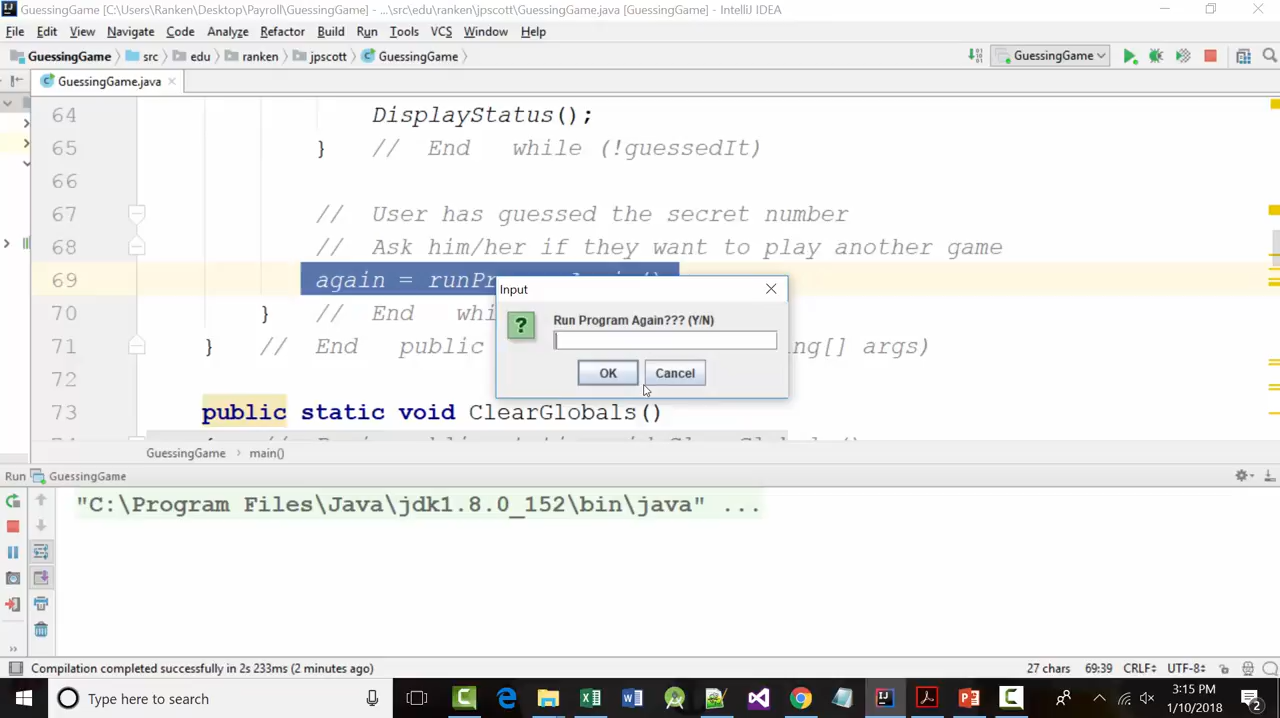 GuessingGame [C:\Users\Ranken\Desktop\Payroll\GuessingGame] - ...\src\edu\ranken\jpscott\GuessingGame.java [GuessingGame] - IntelliJ IDEA
File Edit View Navigate Code Analyze Refactor Build Run Tools VCS Window Help
GuessingGame src edu ranken jpscott GuessingGame GuessingGame
GuessingGame.java
64 DisplayStatus();
65 } // End while (!guessedIt)
66
67 // User has guessed the secret number
68 // Ask him/her if they want to play another game
69 again =
70 } // End
71 } // End public args)
72
73 public static void ClearGlobals()
Input
Run Program Again??? (Y/N)
OK Cancel
GuessingGame main()
Run GuessingGame
"C:\Program Files\Java\jdk1.8.0_152\bin\java" ...
Compilation completed successfully in 2s 233ms (2 minutes ago) 27 chars 69:39 CRLF UTF-8
Type here to search
3:15 PM
1/10/2018
2